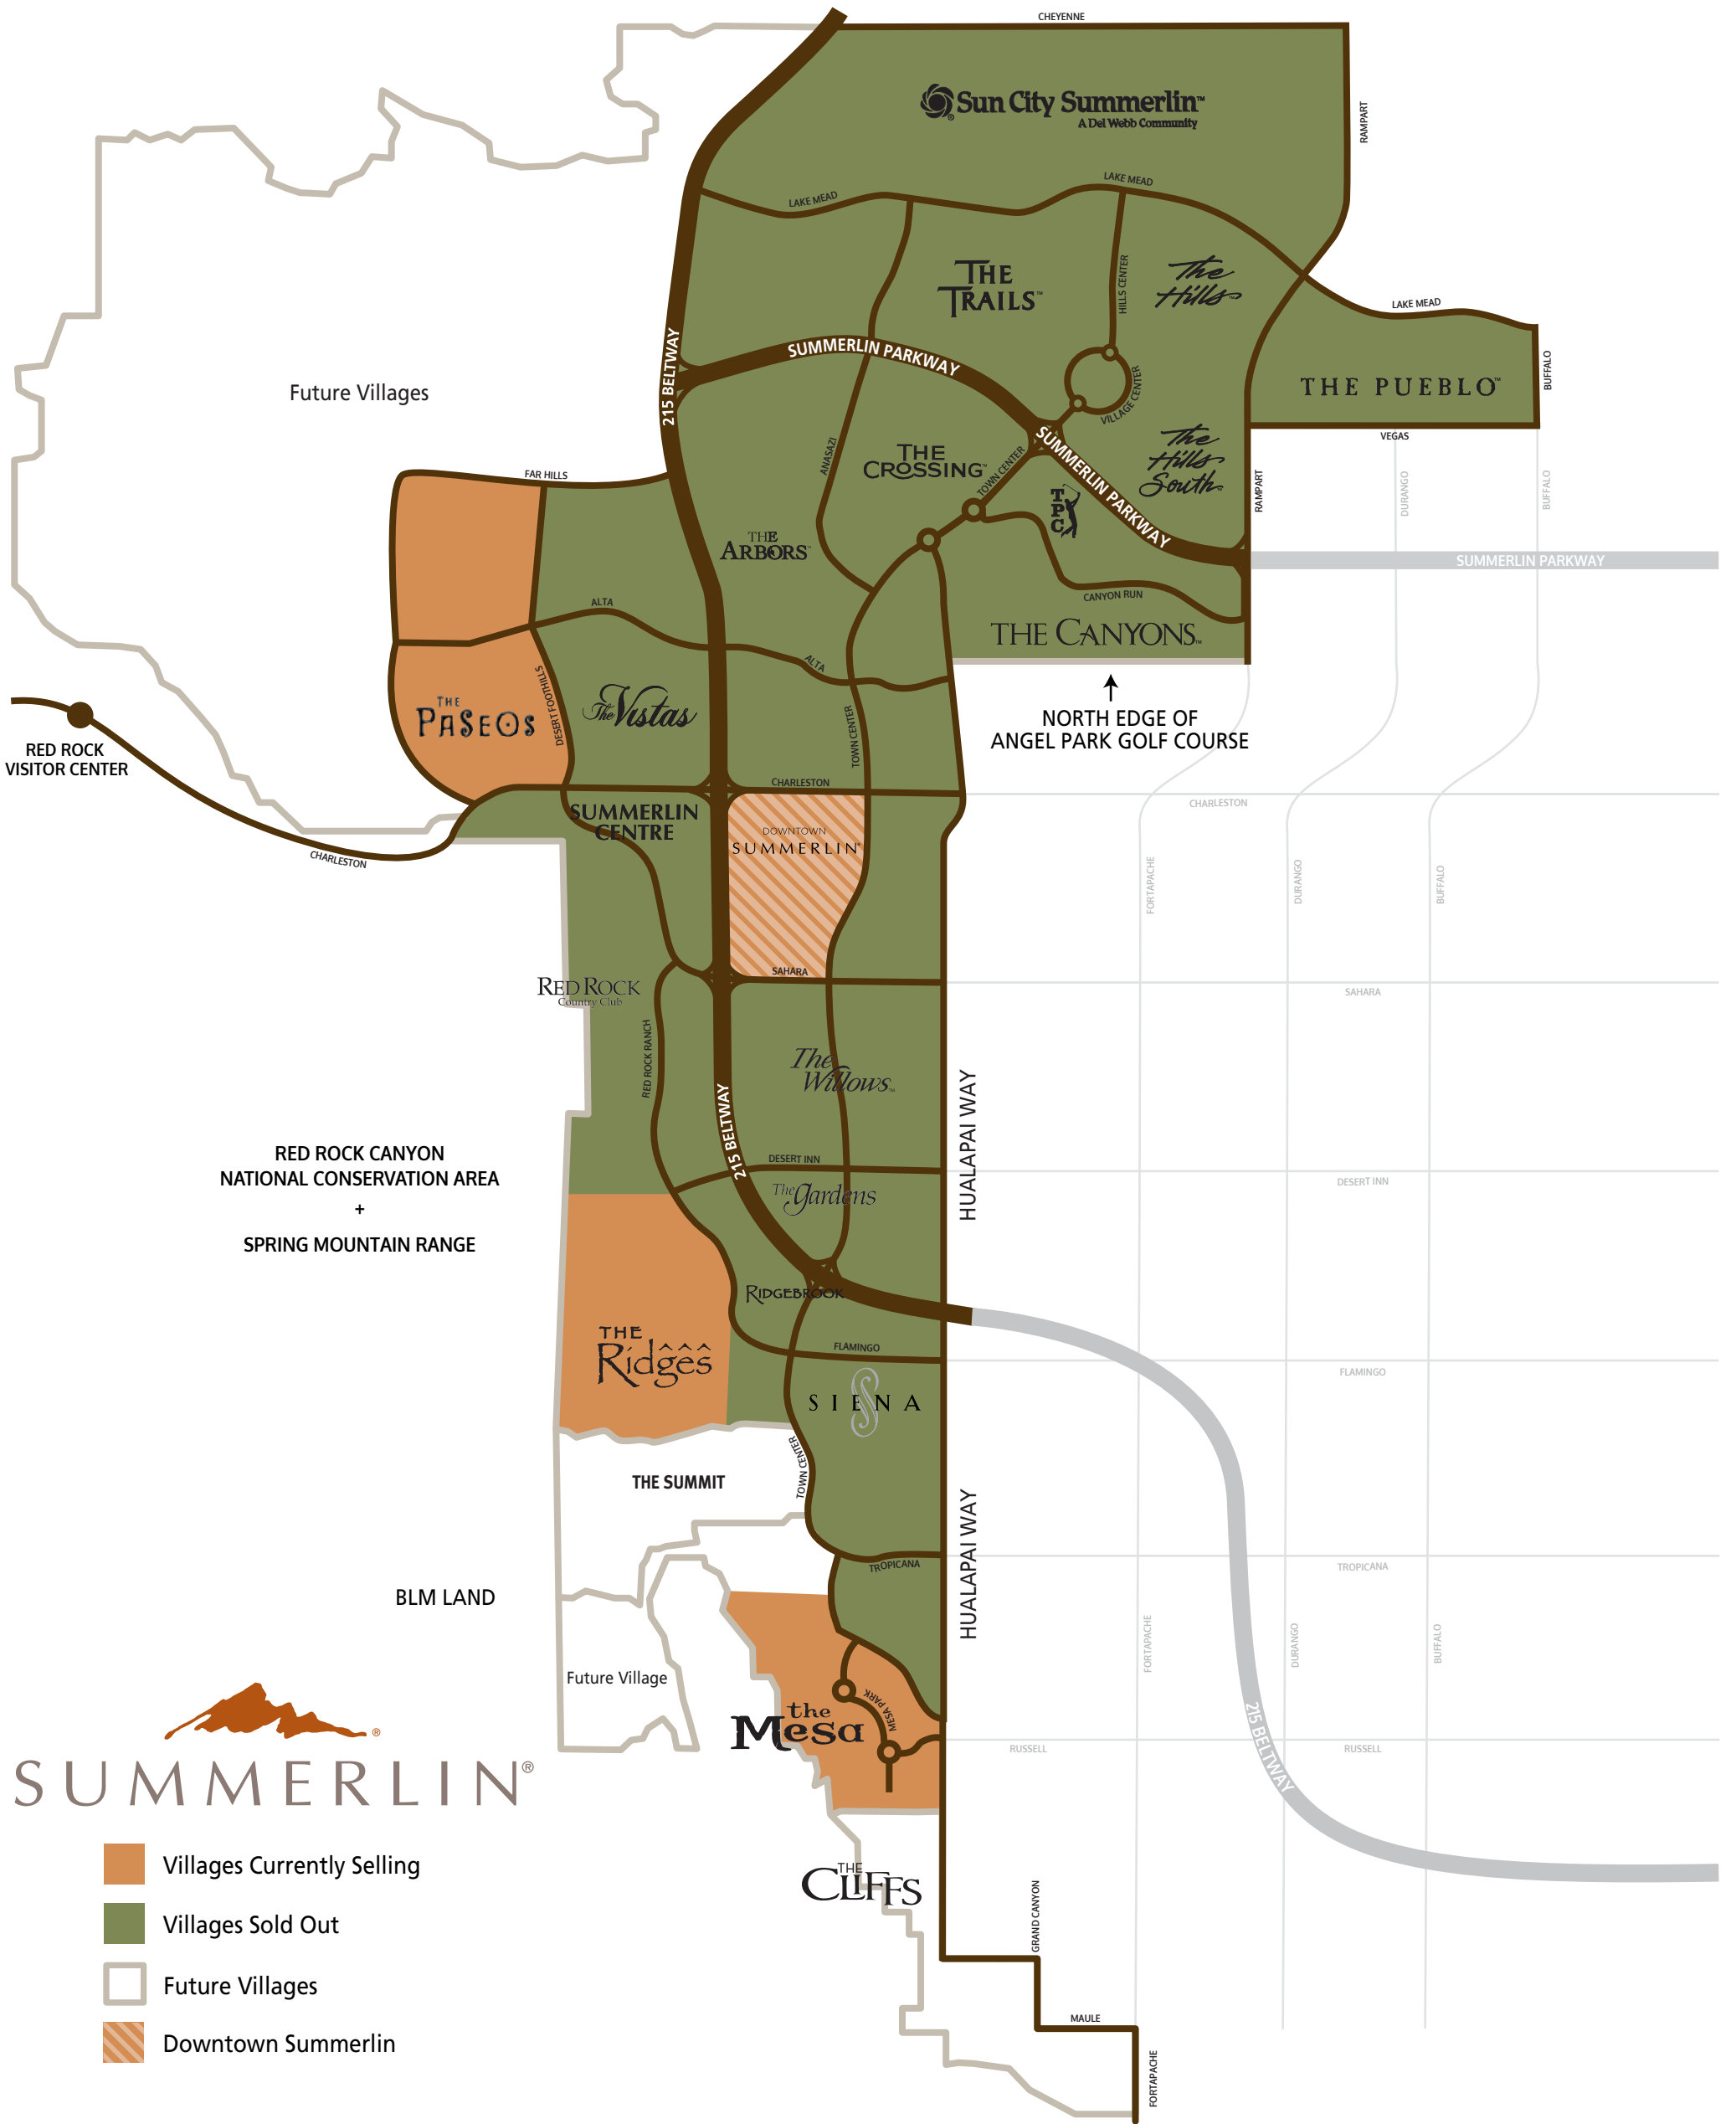 CHEYENNE
Sun City Summerlin™
A Del Webb Community
RAMPART
LAKE MEAD
LAKE MEAD
THE
TRAILS™
HILLS CENTER
The
Hills
LAKE MEAD
215 BELTWAY
SUMMERLIN PARKWAY
Future Villages
VILLAGE CENTER
THE PUEBLO™
BUFFALO
VEGAS
FAR HILLS
ANASAZI
THE
CROSSING™
TOWN CENTER
SUMMERLIN PARKWAY
The
Hills
South
TPC
RAMPART
DURANGO
BUFFALO
THE
ARBORS™
SUMMERLIN PARKWAY
ALTA
CANYON RUN
THE CANYONS™
ALTA
THE
PASEOS
DESERT FOOTHILLS
The Vistas
TOWN CENTER
NORTH EDGE OF
ANGEL PARK GOLF COURSE
RED ROCK
VISITOR CENTER
CHARLESTON
CHARLESTON
SUMMERLIN
CENTRE
DOWNTOWN
SUMMERLIN®
CHARLESTON
FORTAPACHE
DURANGO
BUFFALO
SAHARA
RED ROCK
Country Club
SAHARA
RED ROCK RANCH
The
Willows™
215 BELTWAY
HUALAPAI WAY
RED ROCK CANYON
NATIONAL CONSERVATION AREA
+
SPRING MOUNTAIN RANGE
DESERT INN
The Gardens
DESERT INN
RIDGEBROOK
THE
Ridges
FLAMINGO
FLAMINGO
SIENA
TOWN CENTER
THE SUMMIT
HUALAPAI WAY
TROPICANA
TROPICANA
BLM LAND
FORTAPACHE
DURANGO
BUFFALO
Future Village
MESA PARK
the
Mesa
RUSSELL
RUSSELL
215 BELTWAY
SUMMERLIN®
®
Villages Currently Selling
THE
CLIFFS
Villages Sold Out
GRAND CANYON
Future Villages
MAULE
Downtown Summerlin
FORTAPACHE